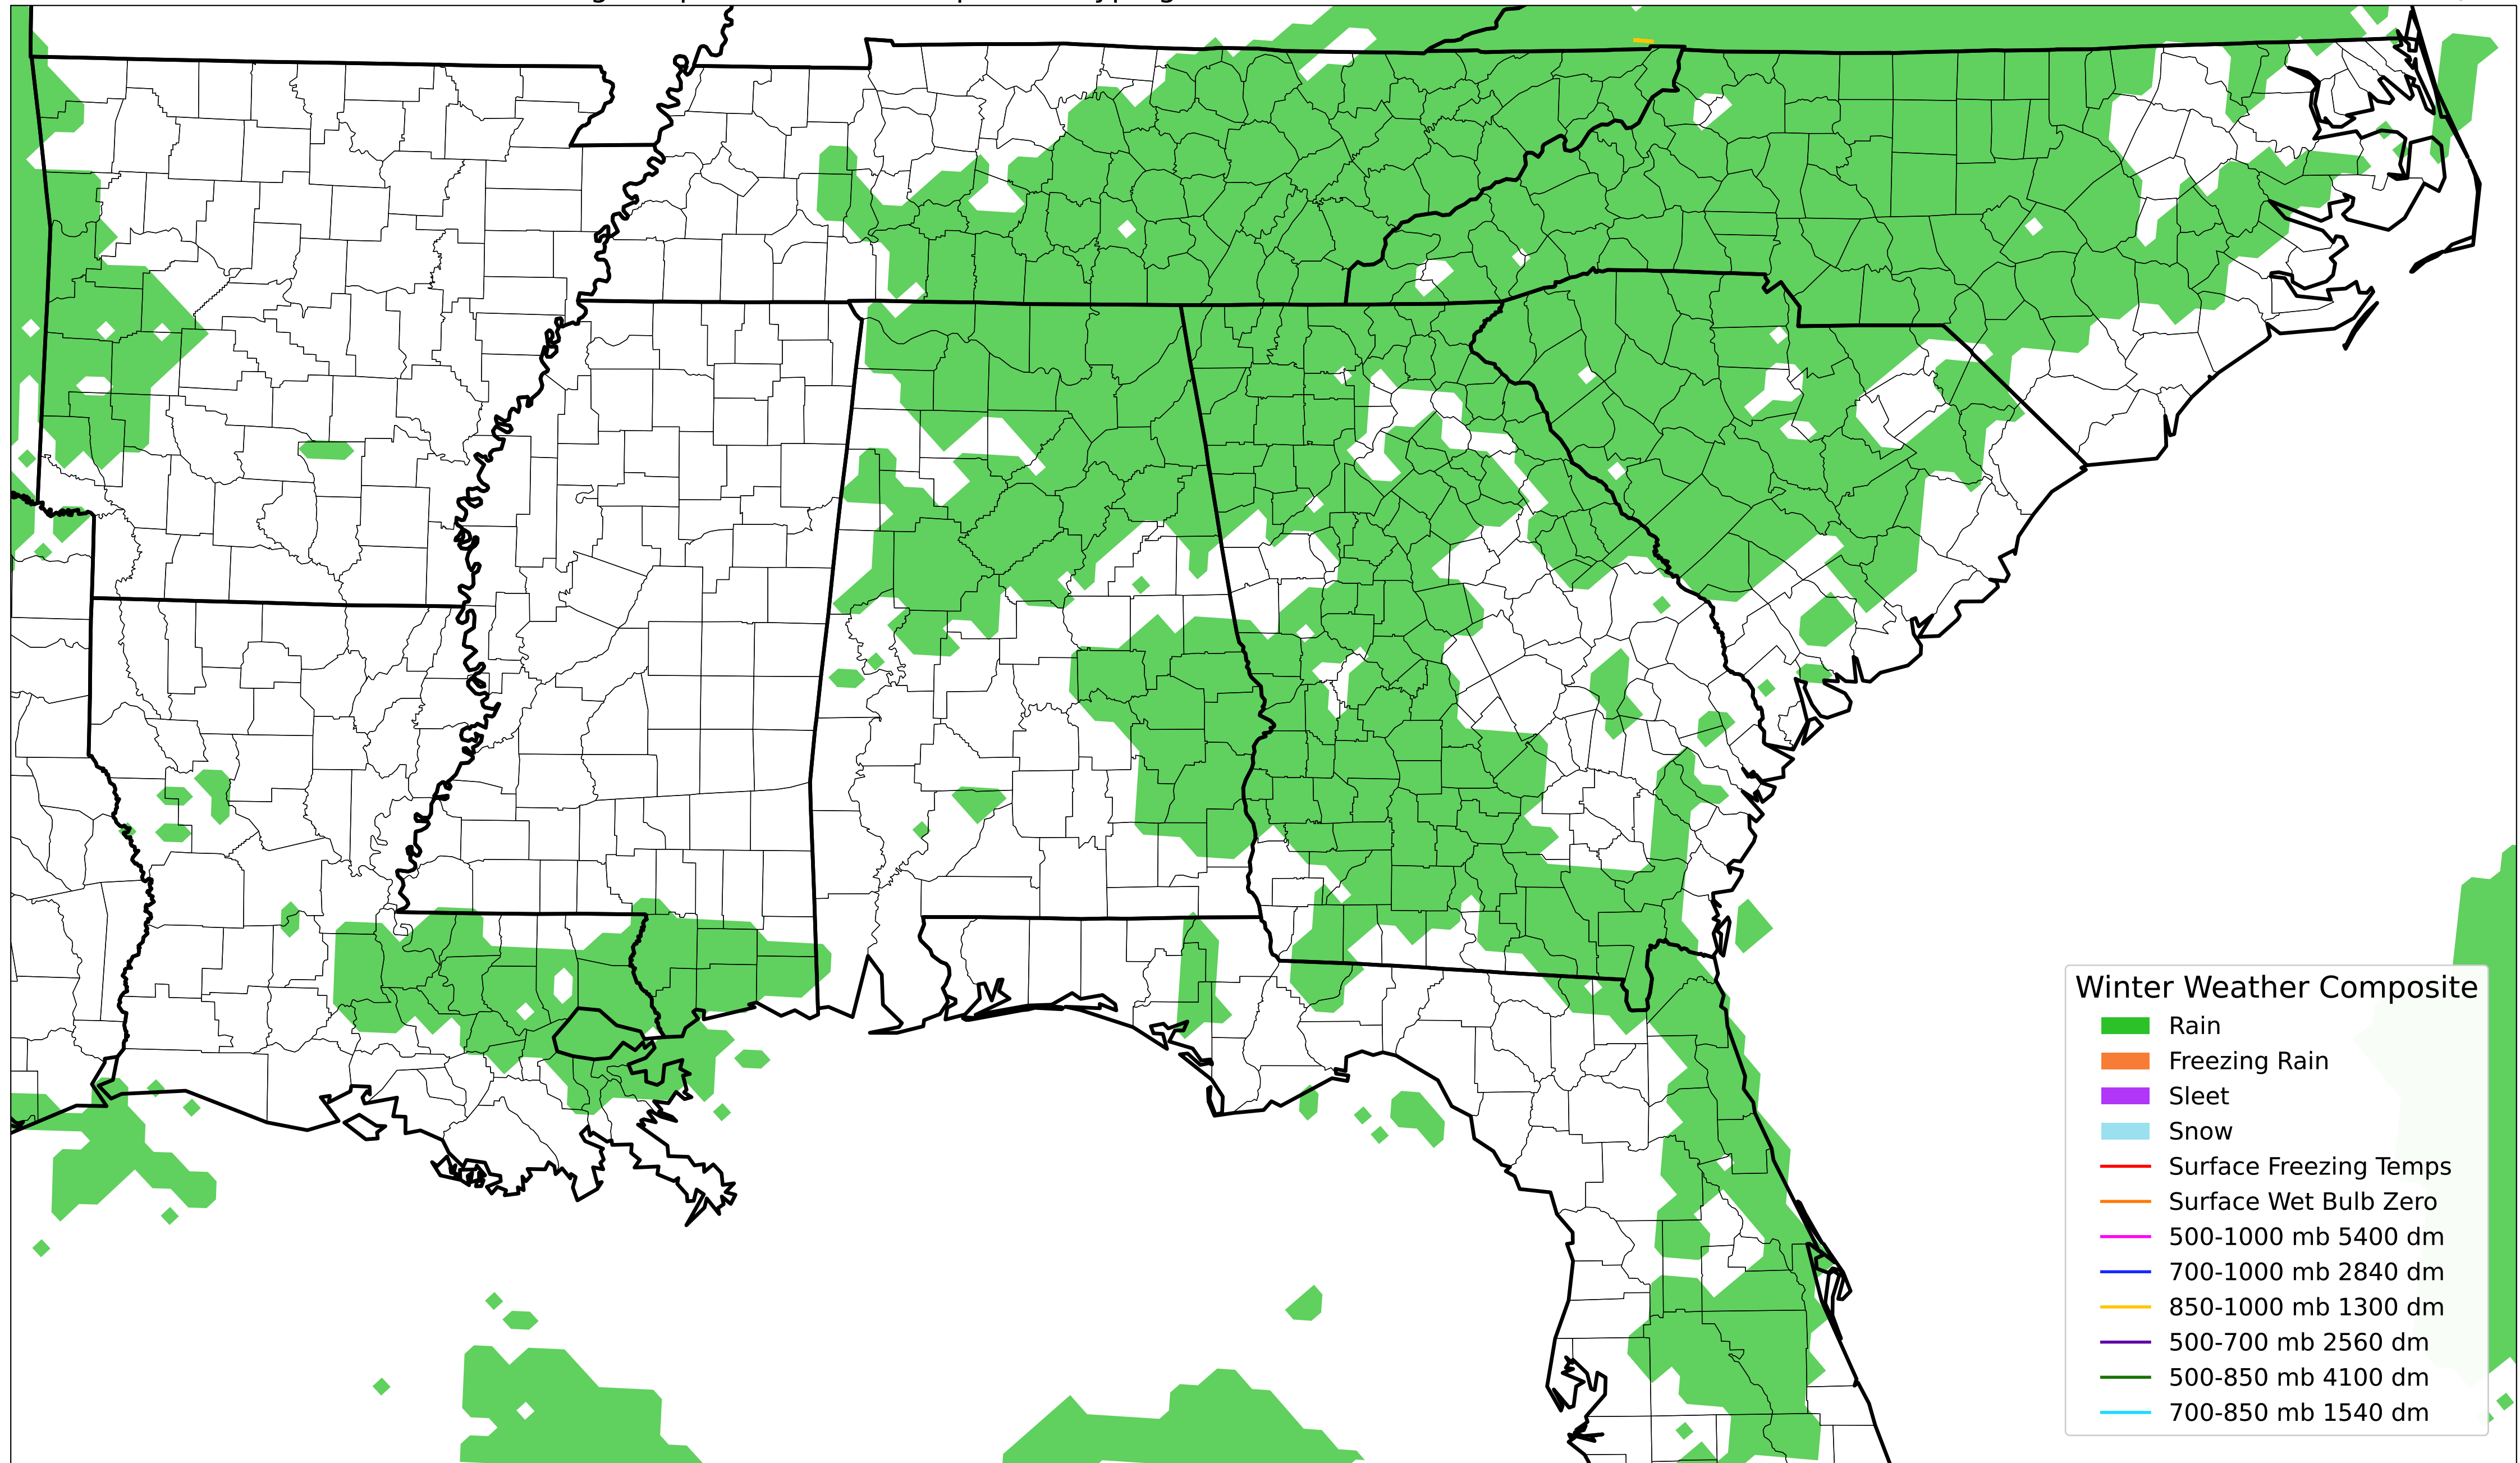 Winter Weather Composite
Rain
Freezing Rain
Sleet
Snow
Surface Freezing Temps
Surface Wet Bulb Zero
500-1000 mb 5400 dm
700-1000 mb 2840 dm
850-1000 mb 1300 dm
500-700 mb 2560 dm
500-850 mb 4100 dm
700-850 mb 1540 dm